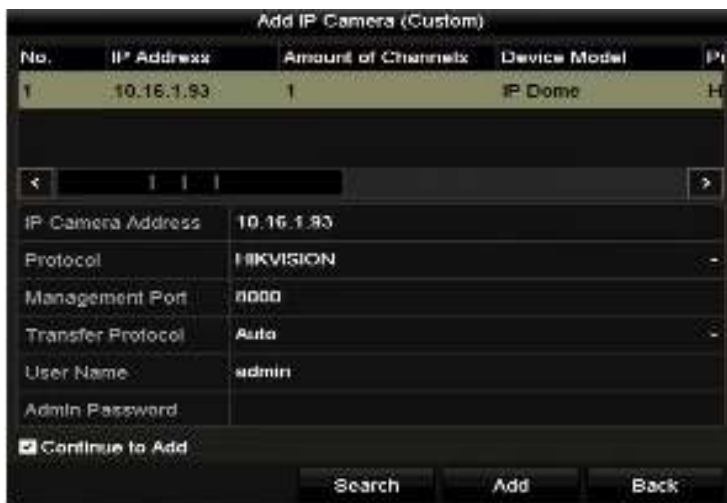 Add IP Camera (Custom)
No. IP Address Amount of Channels Device Model Pr
1 10.16.1.93 1 IP Dome H
IP Camera Address 10.16.1.93
Protocol HIKVISION
Management Port 8000
Transfer Protocol Auto
User Name admin
Admin Password
Continue to Add
Search Add Back